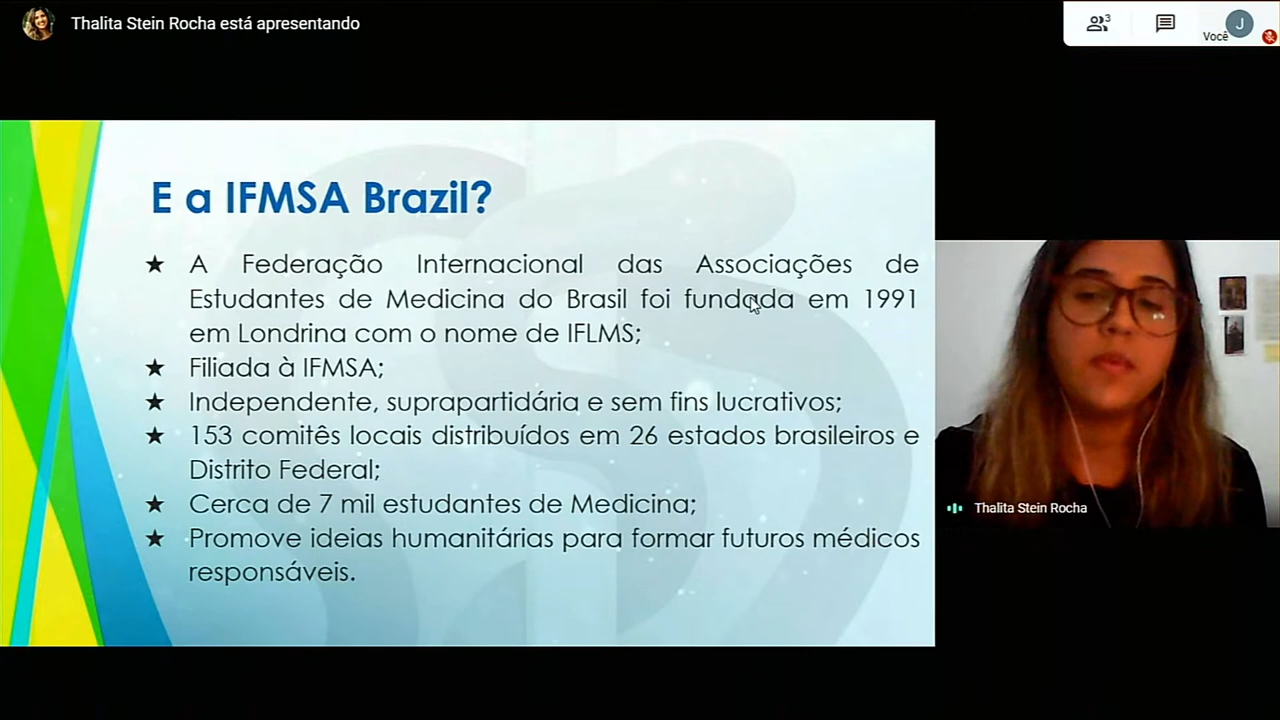 Thalita Stein Rocha está apresentando
3
Você
J
E a IFMSA Brazil?
★ A Federação Internacional das Associações de
Estudantes de Medicina do Brasil foi fundada em 1991
em Londrina com o nome de IFLMS;
★ Filiada à IFMSA;
★ Independente, suprapartidária e sem fins lucrativos;
★ 153 comitês locais distribuídos em 26 estados brasileiros e
Distrito Federal;
★ Cerca de 7 mil estudantes de Medicina;
★ Promove ideias humanitárias para formar futuros médicos
responsáveis.
Thalita Stein Rocha